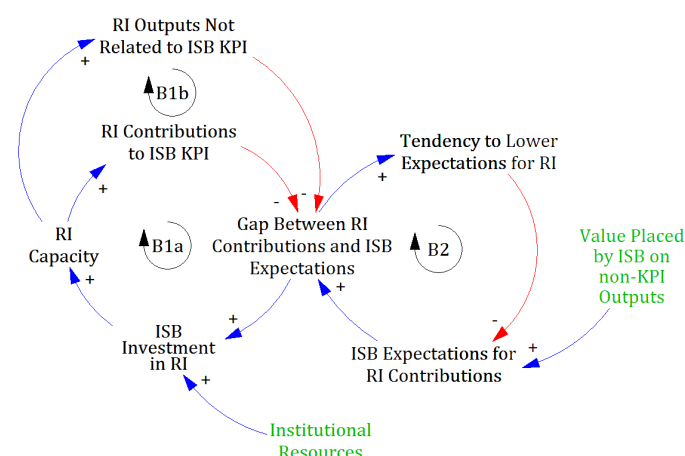 RI Outputs Not
Related to ISB KPI
+
B1b
RI Contributions
to ISB KPI
+
-
-
Tendency to Lower
Expectations for RI
+
RI
Capacity
+
B1a
Gap Between RI
Contributions and ISB
Expectations
+
B2
Value Placed
by ISB on
non-KPI
Outputs
+
ISB
Investment
in RI
+
-
+
ISB Expectations for
RI Contributions
Institutional
Resources